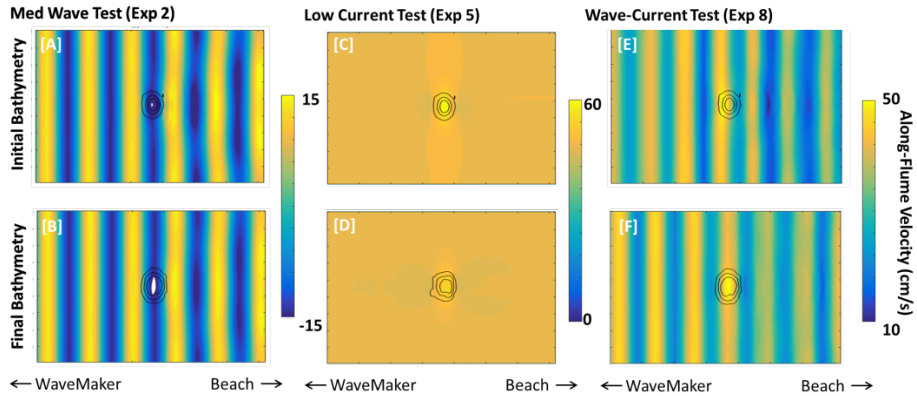 Med Wave Test (Exp 2)
Low Current Test (Exp 5)
Wave-Current Test (Exp 8)
Initial Bathymetry
[A]
[C]
[E]
15
60
50
Along-Flume Velocity (cm/s)
Final Bathymetry
[B]
[D]
[F]
-15
0
10
← WaveMaker Beach →
← WaveMaker Beach →
← WaveMaker Beach →